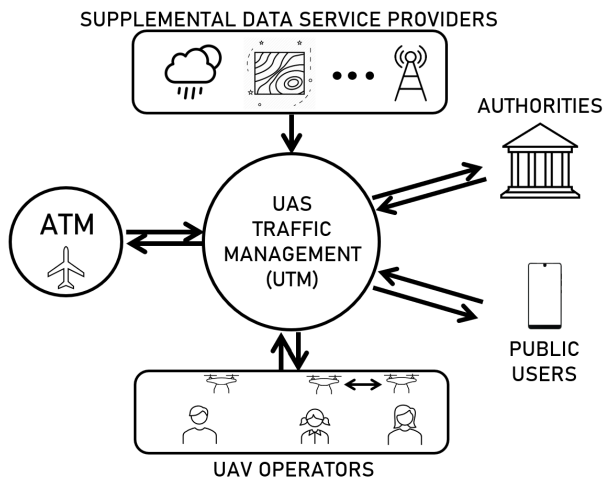 SUPPLEMENTAL DATA SERVICE PROVIDERS
AUTHORITIES
ATM
UAS
TRAFFIC
MANAGEMENT
(UTM)
PUBLIC
USERS
UAV OPERATORS